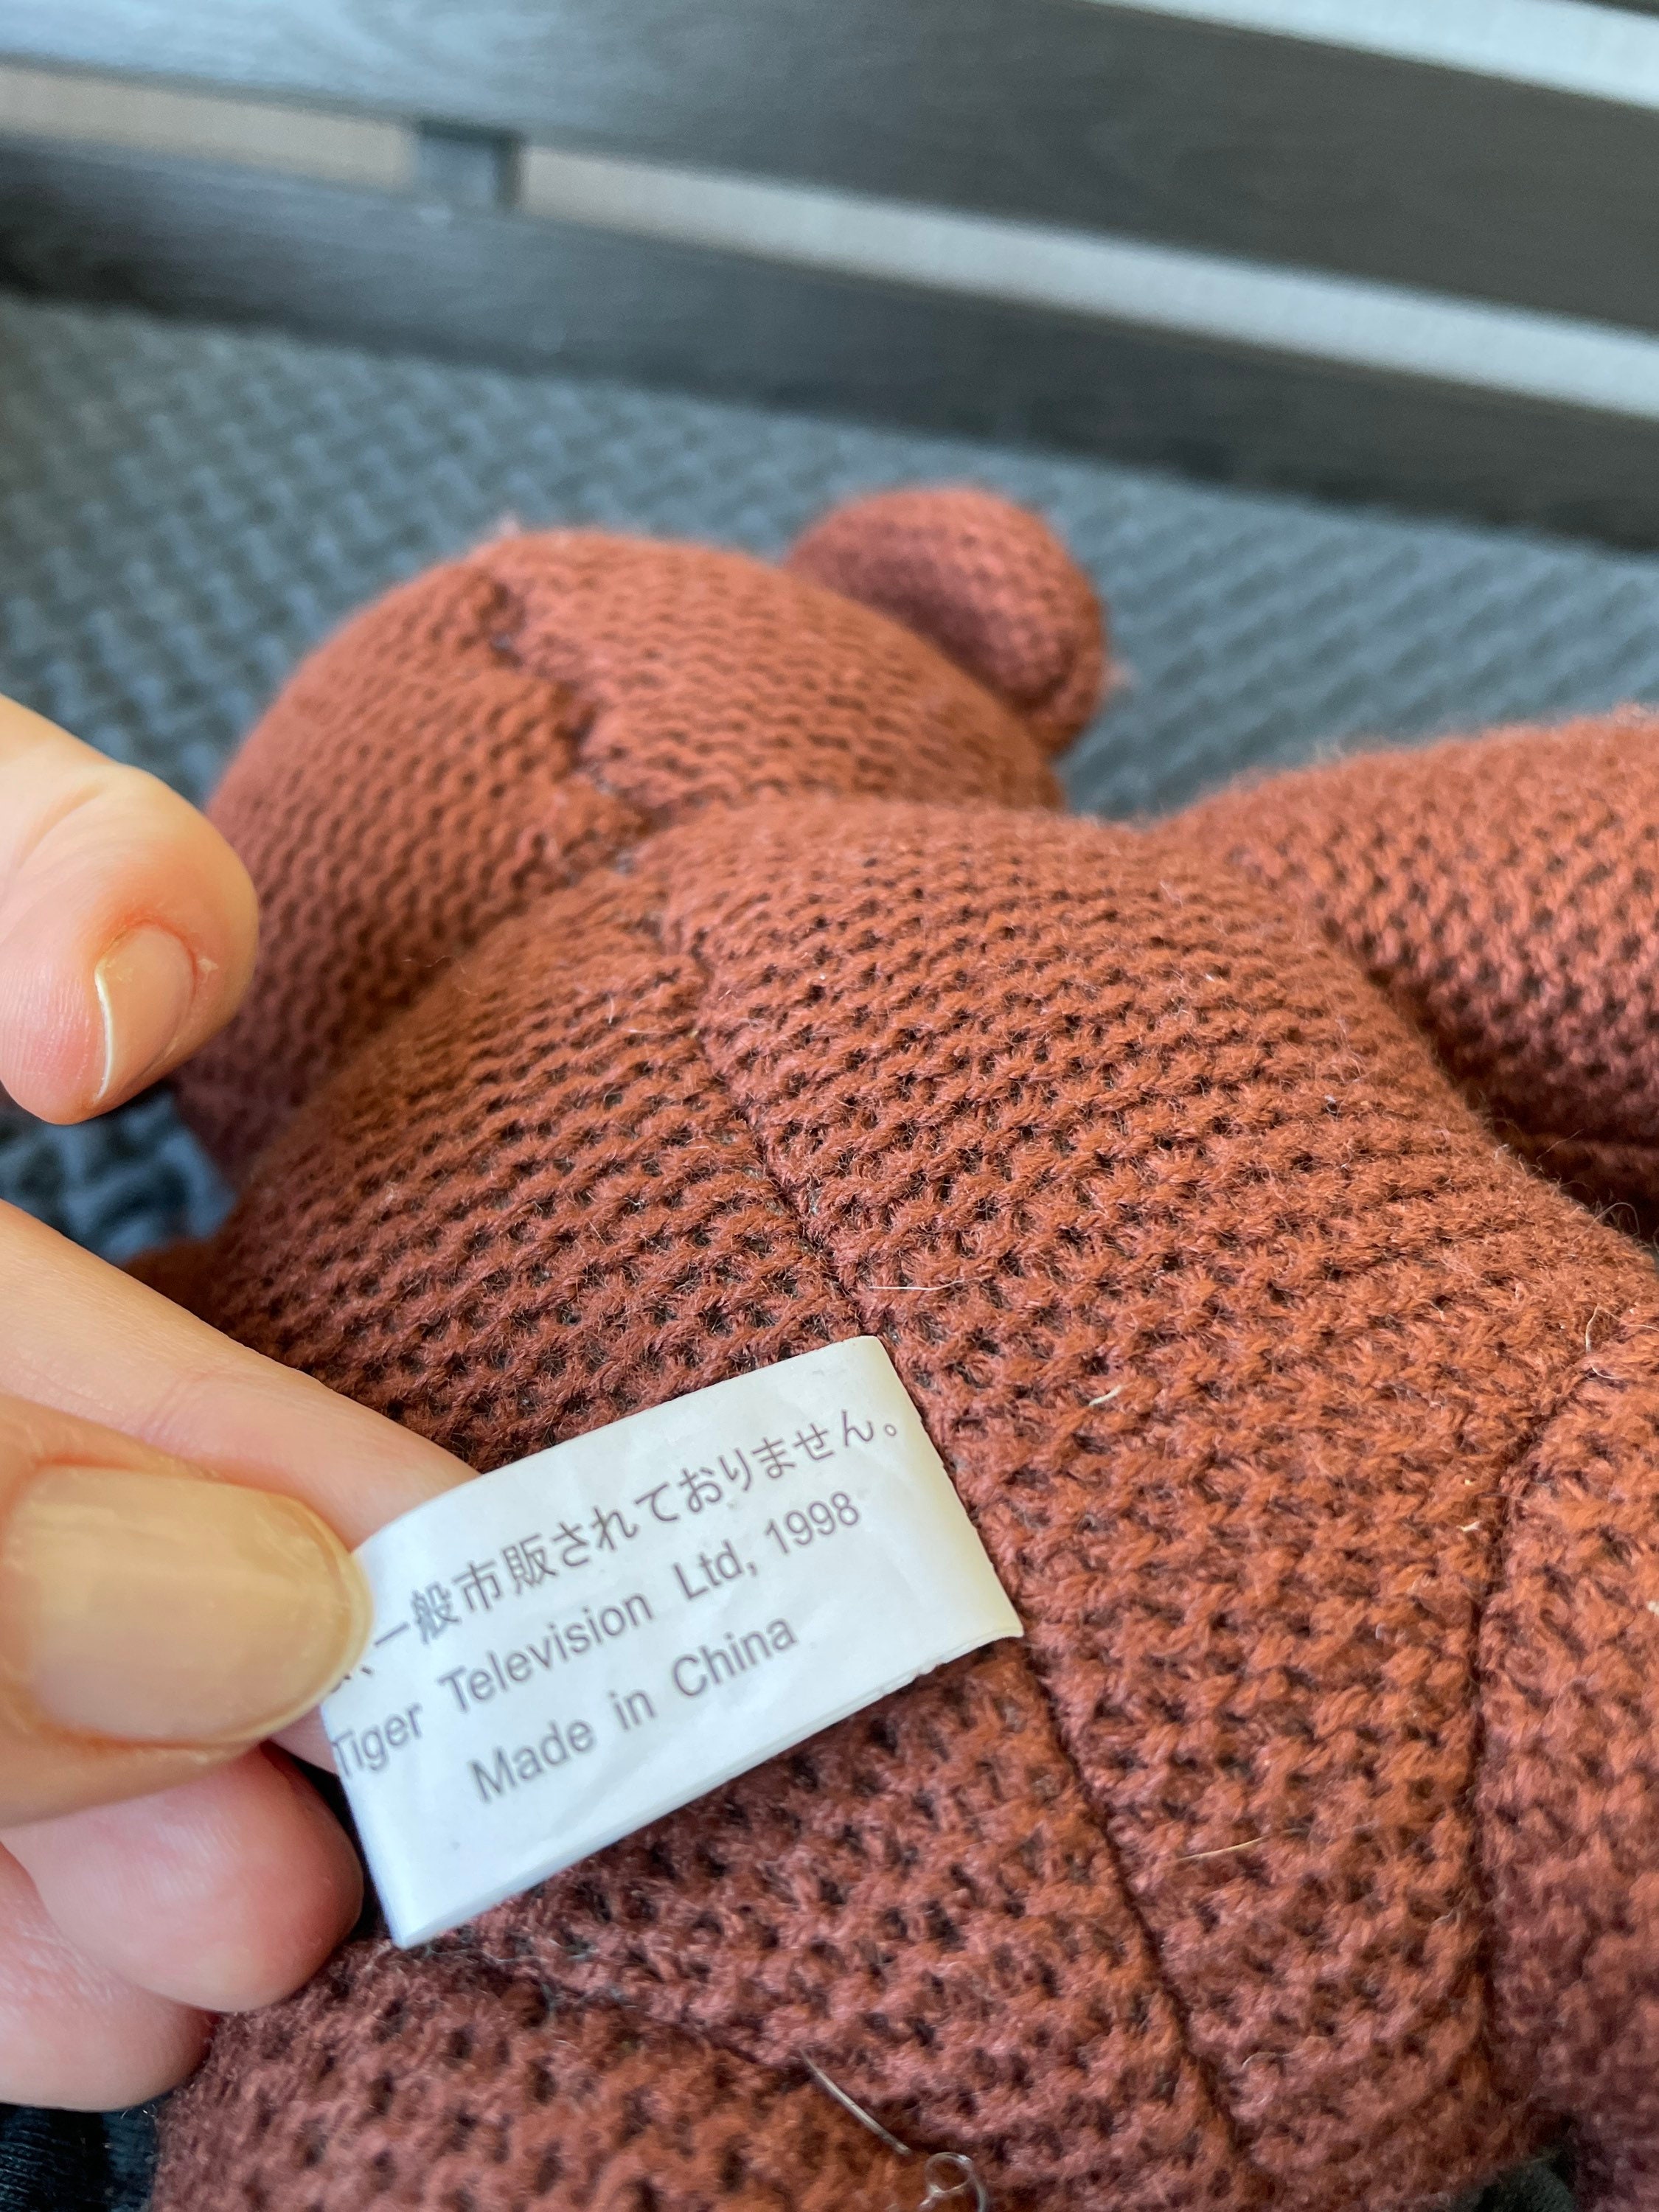 、一般市販されておりません。
Tiger Television Ltd, 1998
Made in China